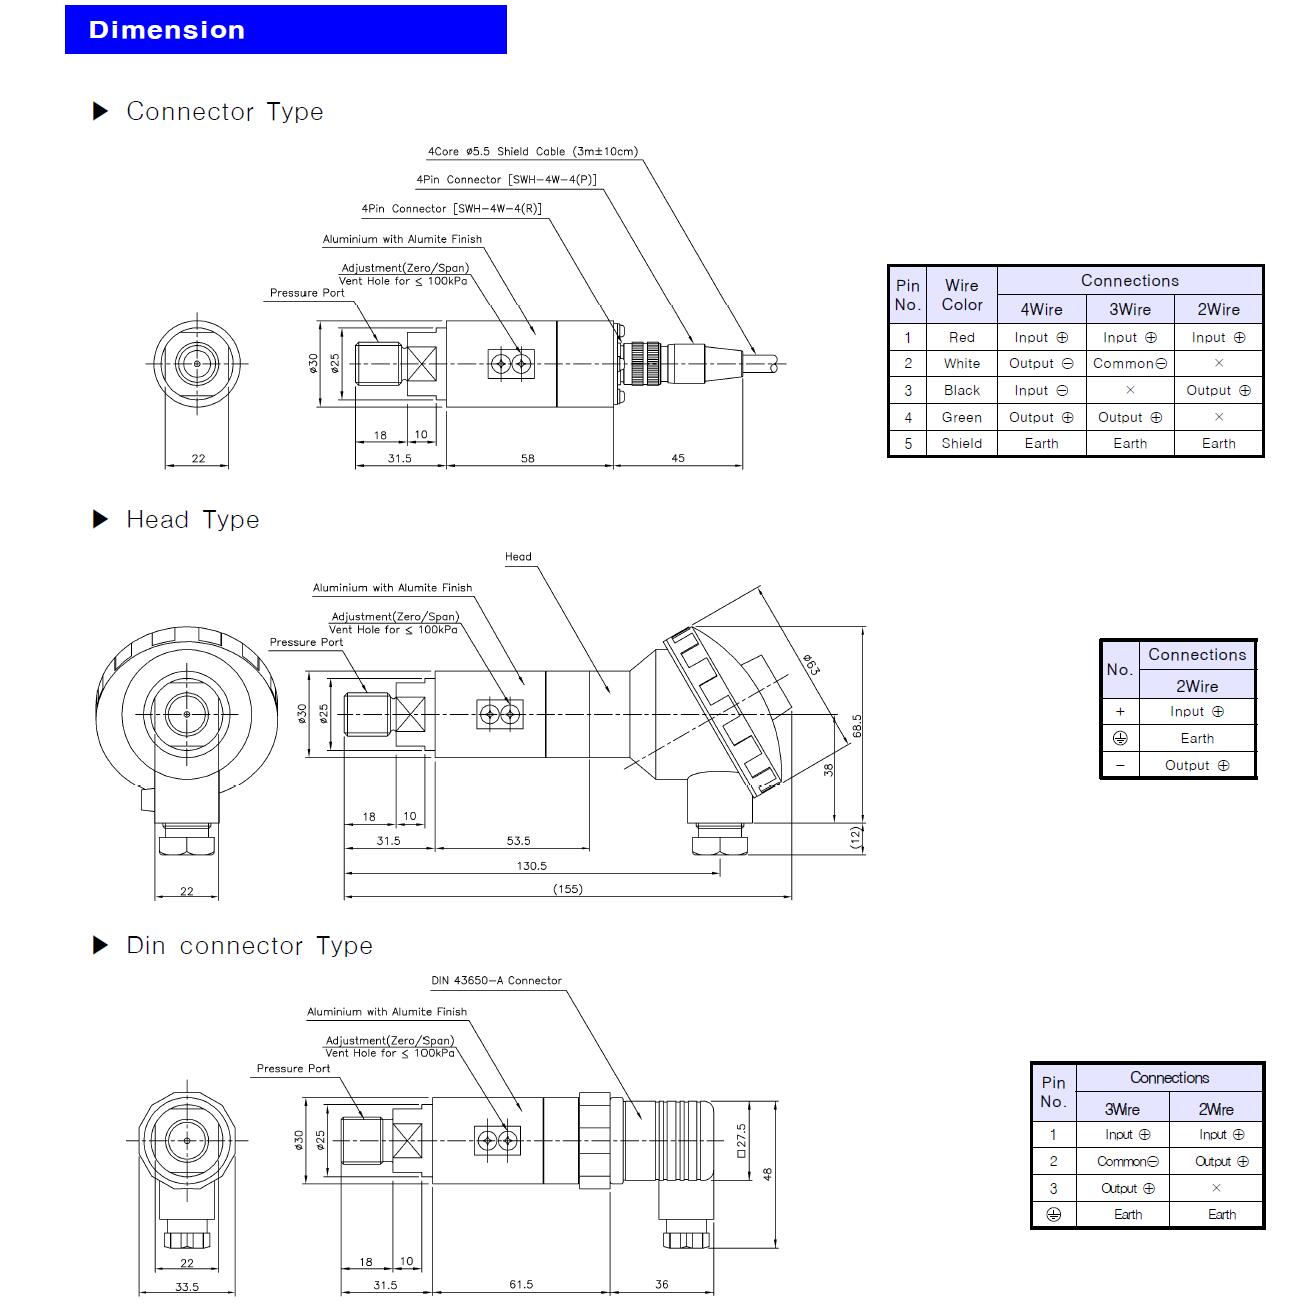 Dimension
▶ Connector Type
4Core ø5.5 Shield Cable (3m±10cm)
4Pin Connector [SWH-4W-4(P)]
4Pin Connector [SWH-4W-4(R)]
Aluminium with Alumite Finish
Adjustment(Zero/Span)
Vent Hole for ≤ 100kPa
Pressure Port
ø30
ø25
18 10
22 31.5 58 45
Pin No. Wire Color Connections
4Wire 3Wire 2Wire
1 Red Input ⊕ Input ⊕ Input ⊕
2 White Output ⊖ Common⊖ ×
3 Black Input ⊖ × Output ⊕
4 Green Output ⊕ Output ⊕ ×
5 Shield Earth Earth Earth
▶ Head Type
Head
Aluminium with Alumite Finish
Adjustment(Zero/Span)
Vent Hole for ≤ 100kPa
Pressure Port
ø30
ø25
ø63
68.5
38
(12)
18 10
31.5 53.5
130.5
22 (155)
No. Connections
2Wire
+ Input ⊕
⏚ Earth
− Output ⊕
▶ Din connector Type
DIN 43650-A Connector
Aluminium with Alumite Finish
Adjustment(Zero/Span)
Vent Hole for ≤ 100kPa
Pressure Port
ø30
ø25
□27.5
48
22 18 10
33.5 31.5 61.5 36
Pin No. Connections
3Wire 2Wire
1 Input ⊕ Input ⊕
2 Common⊖ Output ⊕
3 Output ⊕ ×
⏚ Earth Earth